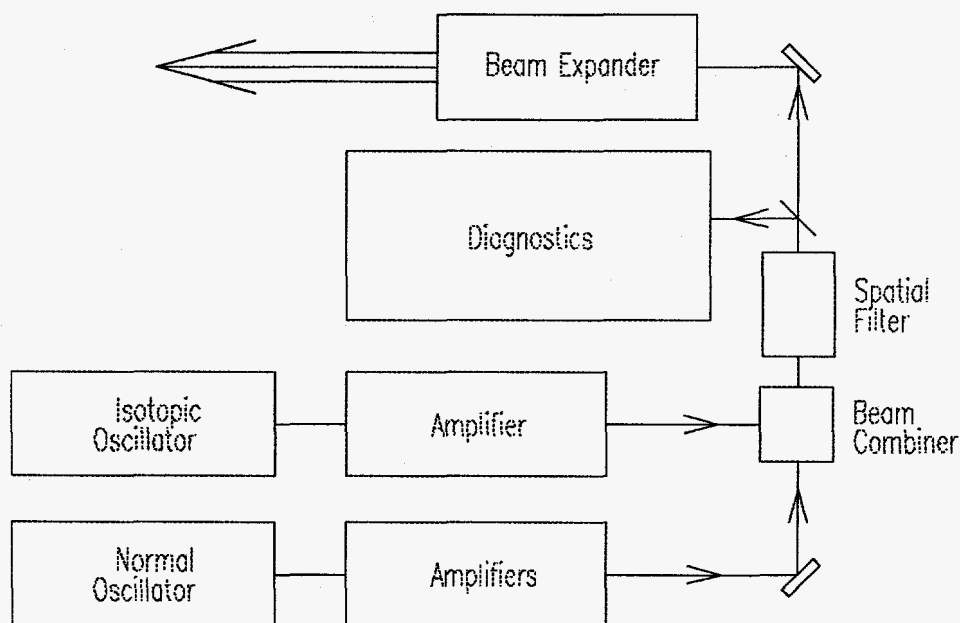 Beam Expander
Diagnostics
Spatial
Filter
Isotopic
Oscillator
Amplifier
Beam
Combiner
Normal
Oscillator
Amplifiers